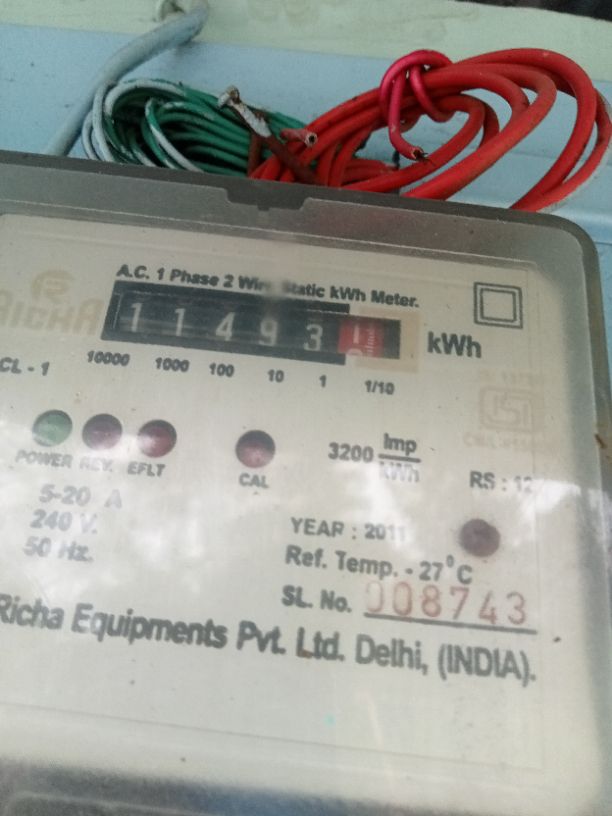 A.C. 1 Phase 2 Wire Static kWh Meter.
RICHA
11493 1 kWh
CL - 1 10000 1000 100 10 1 1/10
3200 Imp
kWh
POWER REV. EFLT CAL
RS : 12
5-20 A
240 V.
50 Hz.
YEAR : 2011
Ref. Temp. - 27°C
SL. No. 008743
Richa Equipments Pvt. Ltd. Delhi, (INDIA).